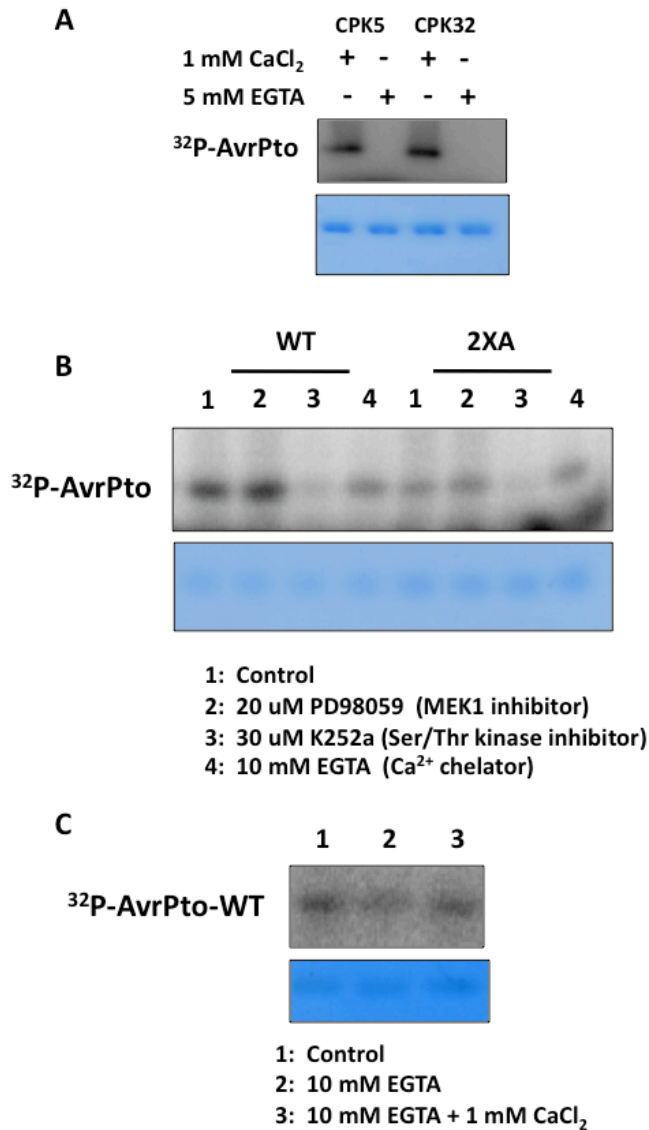 A
CPK5 CPK32
1 mM CaCl₂ + - + -
5 mM EGTA - + - +
³²P-AvrPto
B
WT 2XA
1 2 3 4 1 2 3 4
³²P-AvrPto
1: Control
2: 20 uM PD98059 (MEK1 inhibitor)
3: 30 uM K252a (Ser/Thr kinase inhibitor)
4: 10 mM EGTA (Ca²⁺ chelator)
C
1 2 3
³²P-AvrPto-WT
1: Control
2: 10 mM EGTA
3: 10 mM EGTA + 1 mM CaCl₂